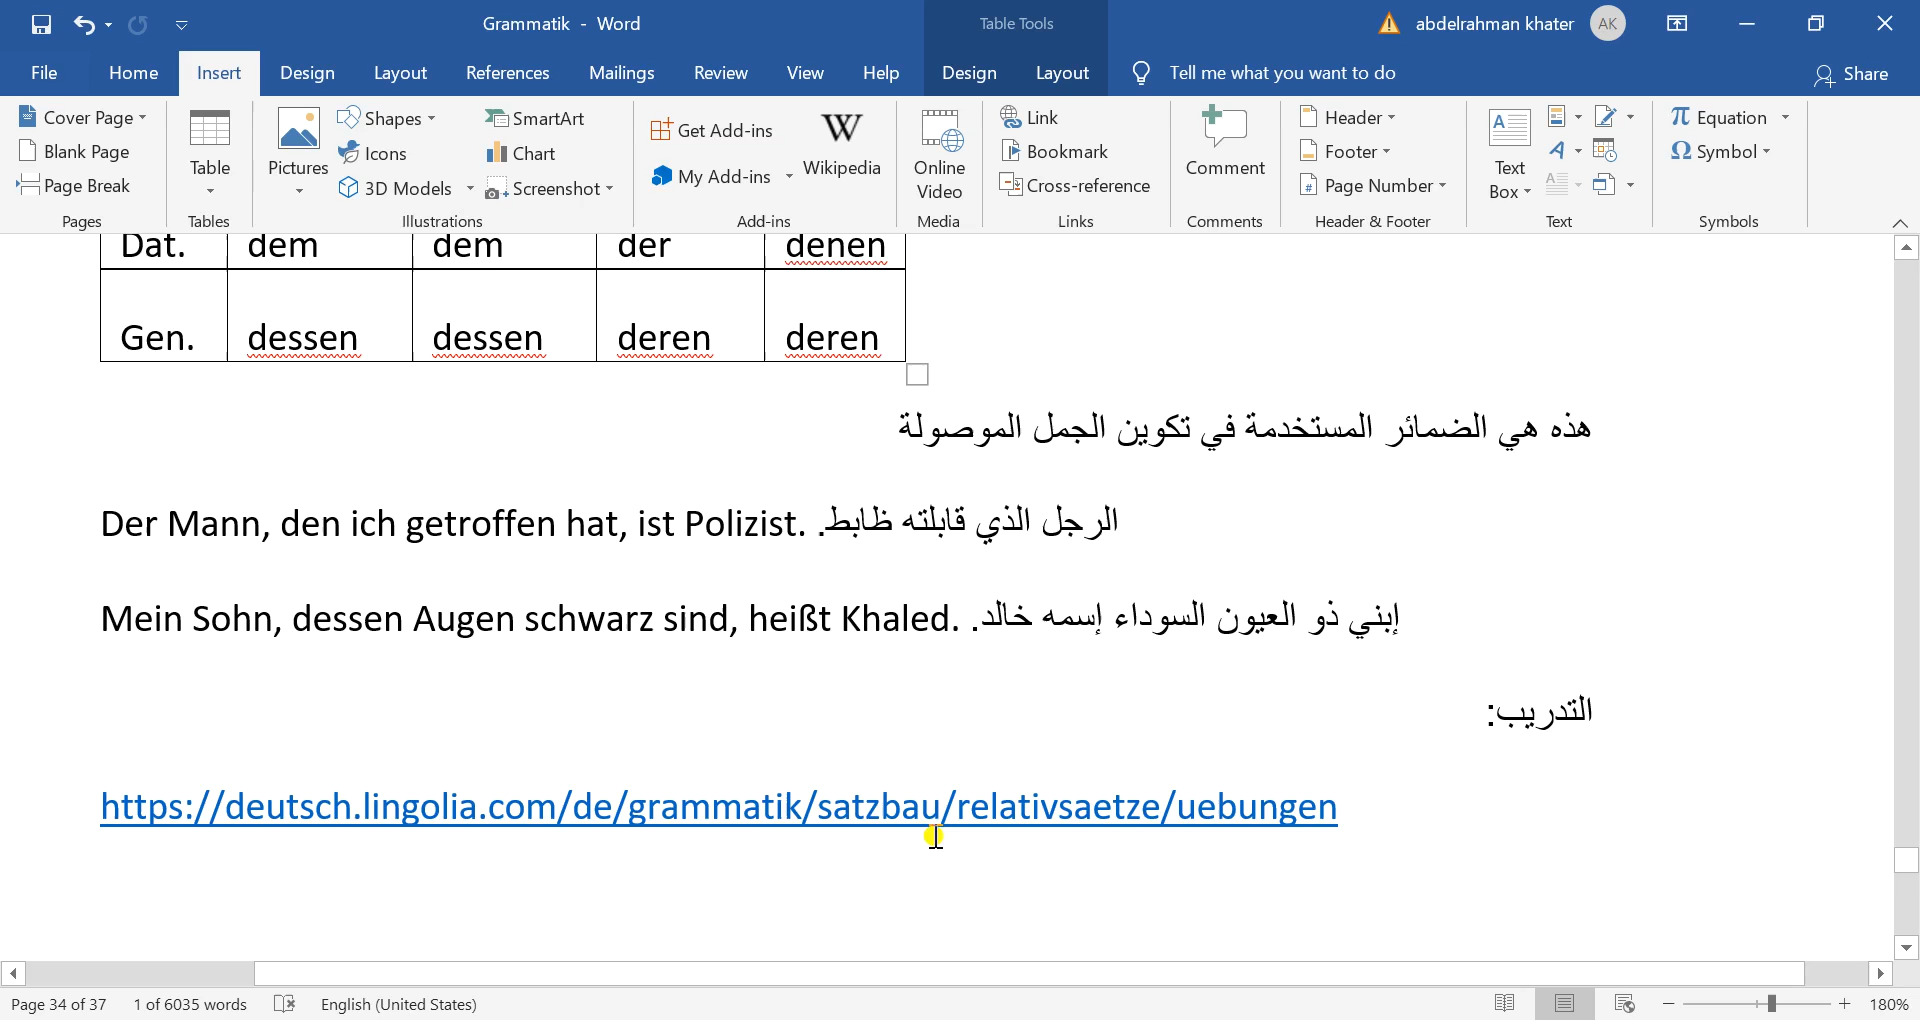 Grammatik - Word
Table Tools
abdelrahman khater
AK
File Home Insert Design Layout References Mailings Review View Help Design Layout Tell me what you want to do Share
Cover Page
Blank Page
Page Break
Pages
Table
Tables
Pictures
Shapes
Icons
3D Models
SmartArt
Chart
Screenshot
Illustrations
Get Add-ins
My Add-ins
Wikipedia
Add-ins
Online Video
Media
Link
Bookmark
Cross-reference
Links
Comment
Comments
Header
Footer
Page Number
Header & Footer
Text Box
Text
Equation
Symbol
Symbols
Dat. dem dem der denen
Gen. dessen dessen deren deren
هذه هي الضمائر المستخدمة في تكوين الجمل الموصولة
Der Mann, den ich getroffen hat, ist Polizist. الرجل الذي قابلته ظابط.
Mein Sohn, dessen Augen schwarz sind, heißt Khaled. إبني ذو العيون السوداء إسمه خالد.
التدريب:
https://deutsch.lingolia.com/de/grammatik/satzbau/relativsaetze/uebungen
Page 34 of 37 1 of 6035 words English (United States) 180%